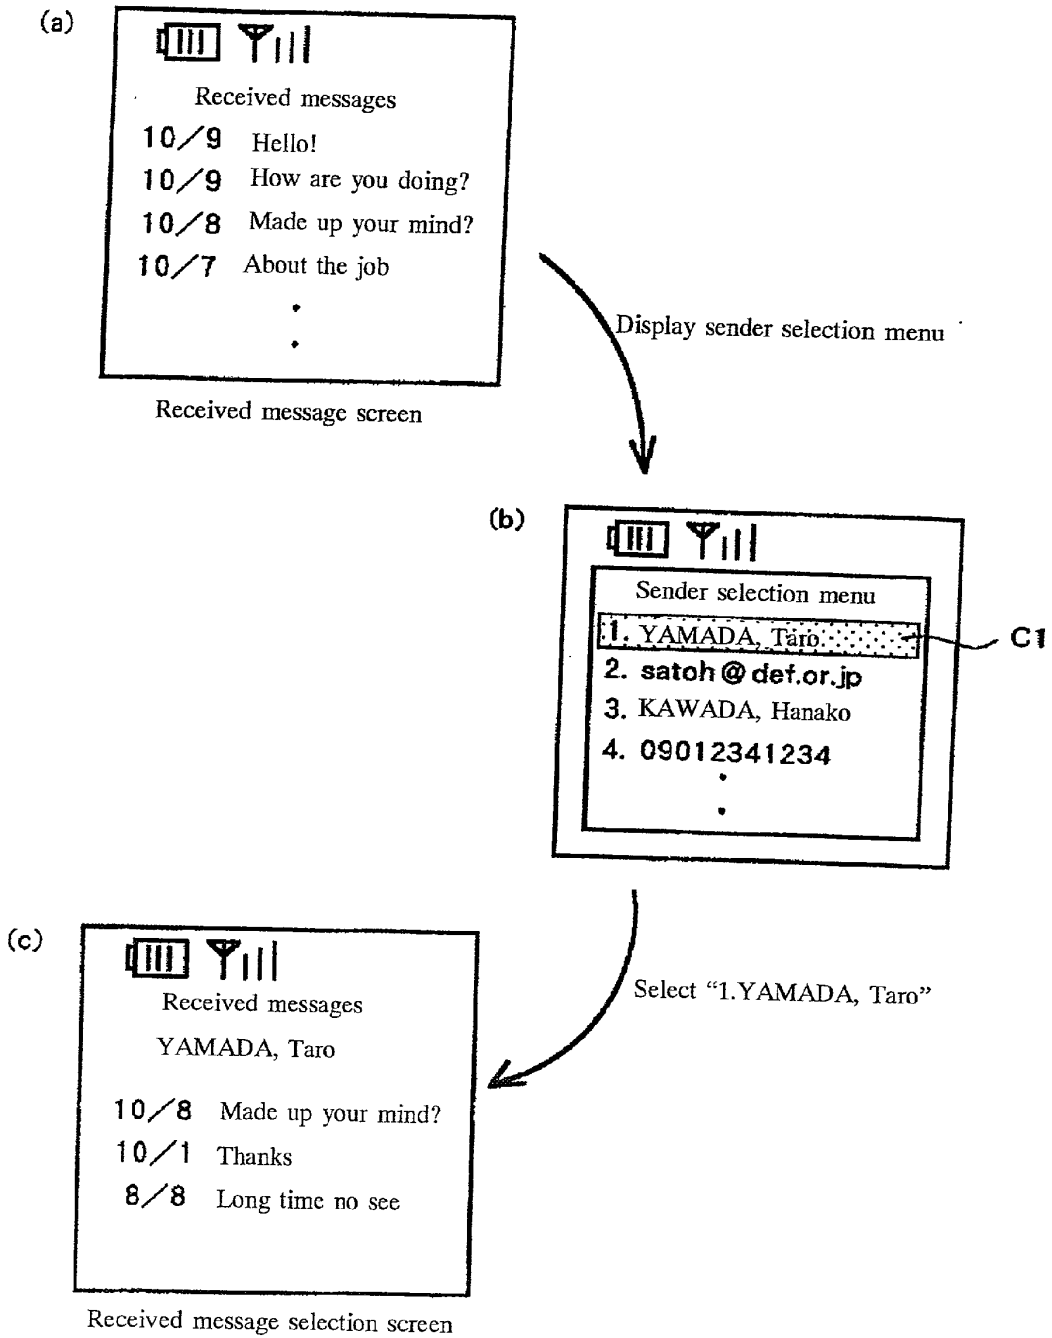 (a)
Received messages
10/9 Hello!
10/9 How are you doing?
10/8 Made up your mind?
10/7 About the job
Received message screen
Display sender selection menu
(b)
Sender selection menu
1. YAMADA, Taro
C1
2. satoh@def.or.jp
3. KAWADA, Hanako
4. 09012341234
Select “1.YAMADA, Taro”
(c)
Received messages
YAMADA, Taro
10/8 Made up your mind?
10/1 Thanks
8/8 Long time no see
Received message selection screen